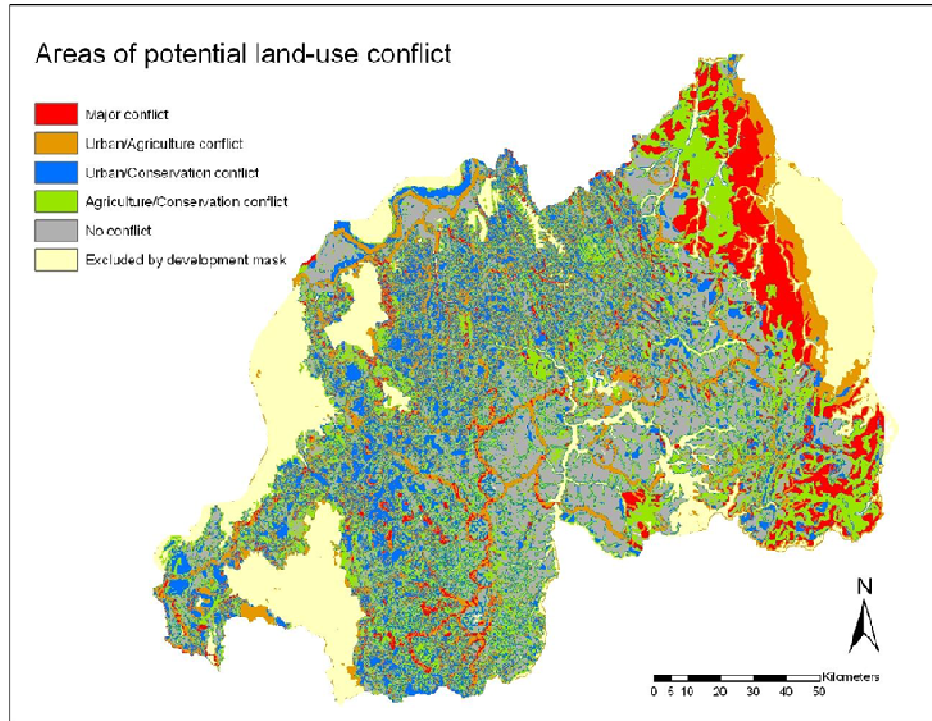 Areas of potential land-use conflict
Major conflict
Urban/Agriculture conflict
Urban/Conservation conflict
Agriculture/Conservation conflict
No conflict
Excluded by development mask
N
Kilometers
0 5 10 20 30 40 50